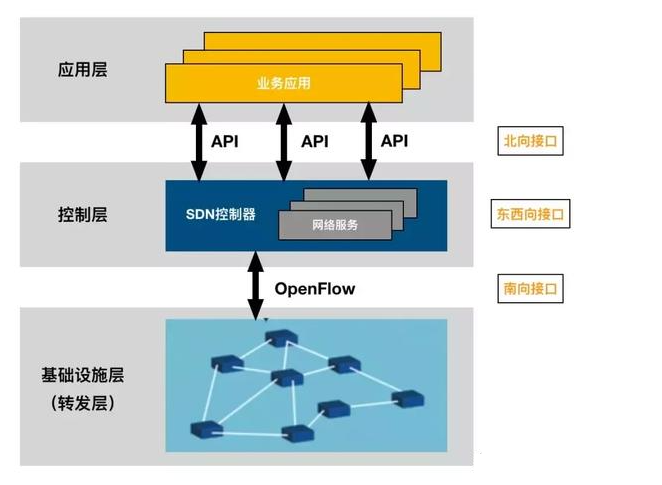 应用层
业务应用
API
API
API
北向接口
控制层
SDN控制器
网络服务
东西向接口
OpenFlow
南向接口
基础设施层
（转发层）